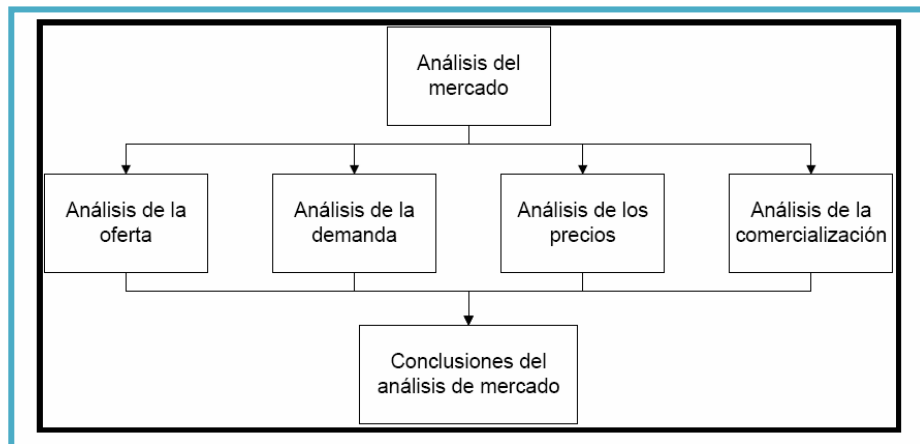 Análisis del
mercado
Análisis de la
oferta
Análisis de la
demanda
Análisis de los
precios
Análisis de la
comercialización
Conclusiones del
análisis de mercado